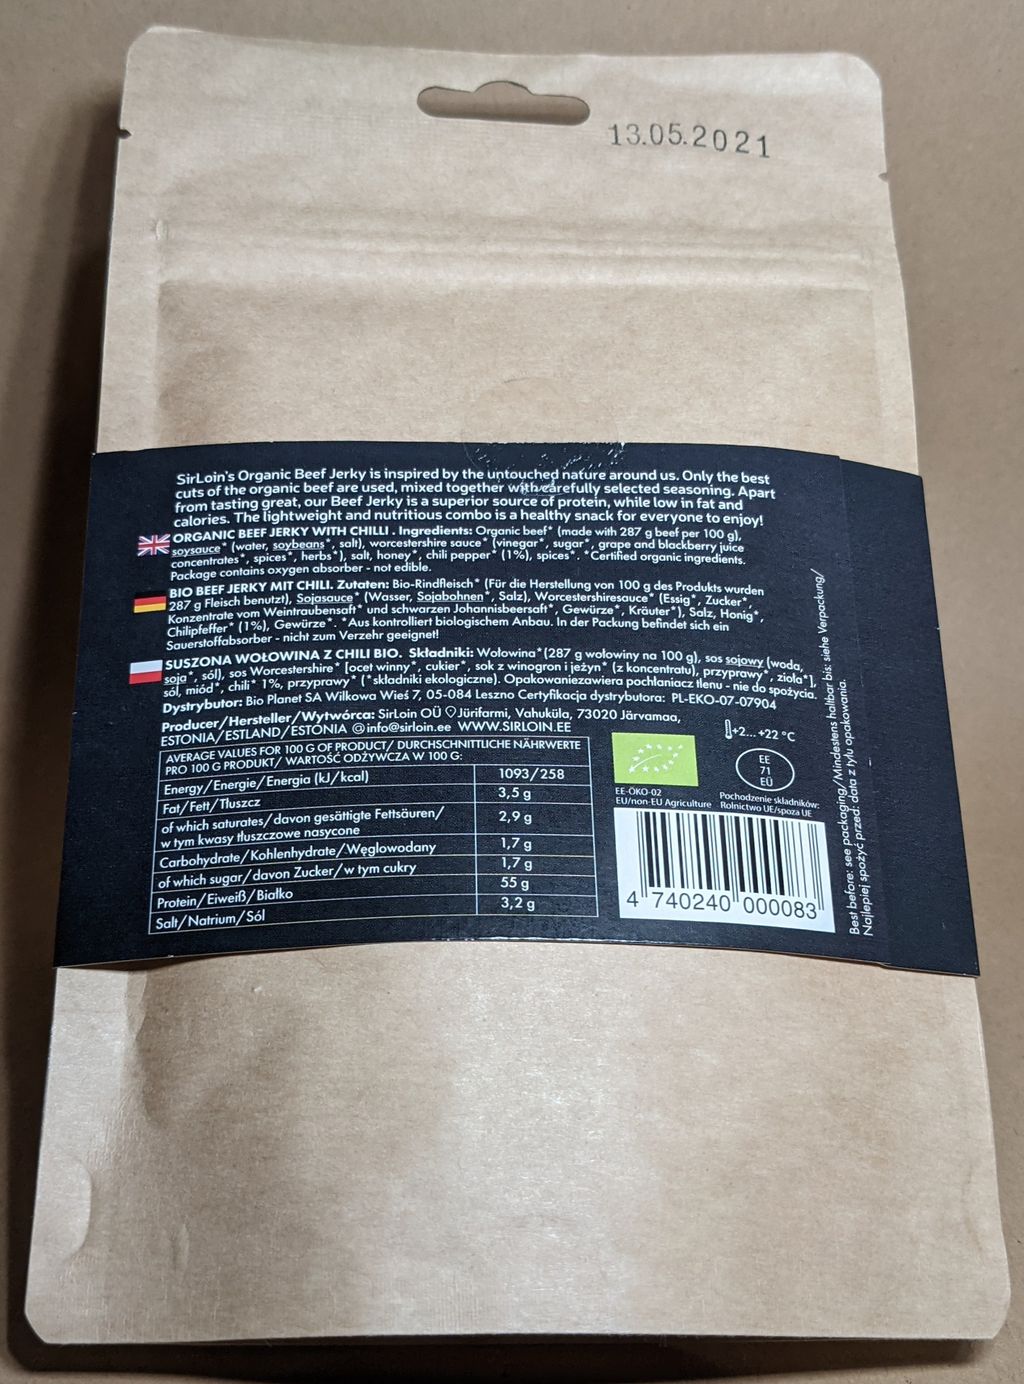 13.05.2021
SirLoin's Organic Beef Jerky is inspired by the untouched nature around us. Only the best
cuts of the organic beef are used, mixed together with carefully selected seasoning. Apart
from tasting great, our Beef Jerky is a superior source of protein, while low in fat and
calories. The lightweight and nutritious combo is a healthy snack for everyone to enjoy!
ORGANIC BEEF JERKY WITH CHILLI . Ingredients: Organic beef* (made with 287 g beef per 100 g),
soysauce* (water, soybeans*, salt), worcestershire sauce* (vinegar*, sugar*, grape and blackberry juice
concentrates*, spices*, herbs*), salt, honey*, chili pepper* (1%), spices*. *Certified organic ingredients.
Package contains oxygen absorber - not edible.
BIO BEEF JERKY MIT CHILI. Zutaten: Bio-Rindfleisch* (Für die Herstellung von 100 g des Produkts wurden
287 g Fleisch benutzt), Sojasauce* (Wasser, Sojabohnen*, Salz), Worcestershiresauce* (Essig*, Zucker*,
Konzentrate vom Weintraubensaft* und schwarzen Johannisbeersaft*, Gewürze*, Kräuter*), Salz, Honig*,
Chilipfeffer* (1%), Gewürze*. *Aus kontrolliert biologischem Anbau. In der Packung befindet sich ein
Sauerstoffabsorber - nicht zum Verzehr geeignet!
SUSZONA WOŁOWINA Z CHILI BIO. Składniki: Wołowina*(287 g wołowiny na 100 g), sos sojowy (woda,
soja*, sól), sos Worcestershire* [ocet winny*, cukier*, sok z winogron i jeżyn* (z koncentratu), przyprawy*, zioła*],
sól, miód*, chili* 1%, przyprawy* (*składniki ekologiczne). Opakowaniezawiera pochłaniacz tlenu - nie do spożycia.
Dystrybutor: Bio Planet SA Wilkowa Wieś 7, 05-084 Leszno Certyfikacja dystrybutora: PL-EKO-07-07904
Producer/Hersteller/Wytwórca: SirLoin OÜ Jürifarmi, Vahuküla, 73020 Järvamaa,
ESTONIA/ESTLAND/ESTONIA @info@sirloin.ee WWW.SIRLOIN.EE
AVERAGE VALUES FOR 100 G OF PRODUCT/ DURCHSCHNITTLICHE NÄHRWERTE
PRO 100 G PRODUKT/ WARTOŚĆ ODŻYWCZA W 100 G:
Energy/Energie/Energia (kJ/kcal) 1093/258
Fat/Fett/Tłuszcz 3,5 g
of which saturates/davon gesättigte Fettsäuren/
w tym kwasy tłuszczowe nasycone 2,9 g
Carbohydrate/Kohlenhydrate/Węglowodany 1,7 g
of which sugar/davon Zucker/w tym cukry 1,7 g
Protein/Eiweiß/Białko 55 g
Salt/Natrium/Sól 3,2 g
+2... +22 °C
EE
71
EÜ
EE-ÖKO-02
EU/non-EU Agriculture
Pochodzenie składników:
Rolnictwo UE/spoza UE
4 740240 000083
Best before: see packaging/Mindestens haltbar bis: siehe Verpackung/
Najlepiej spożyć przed: data z tyłu opakowania.